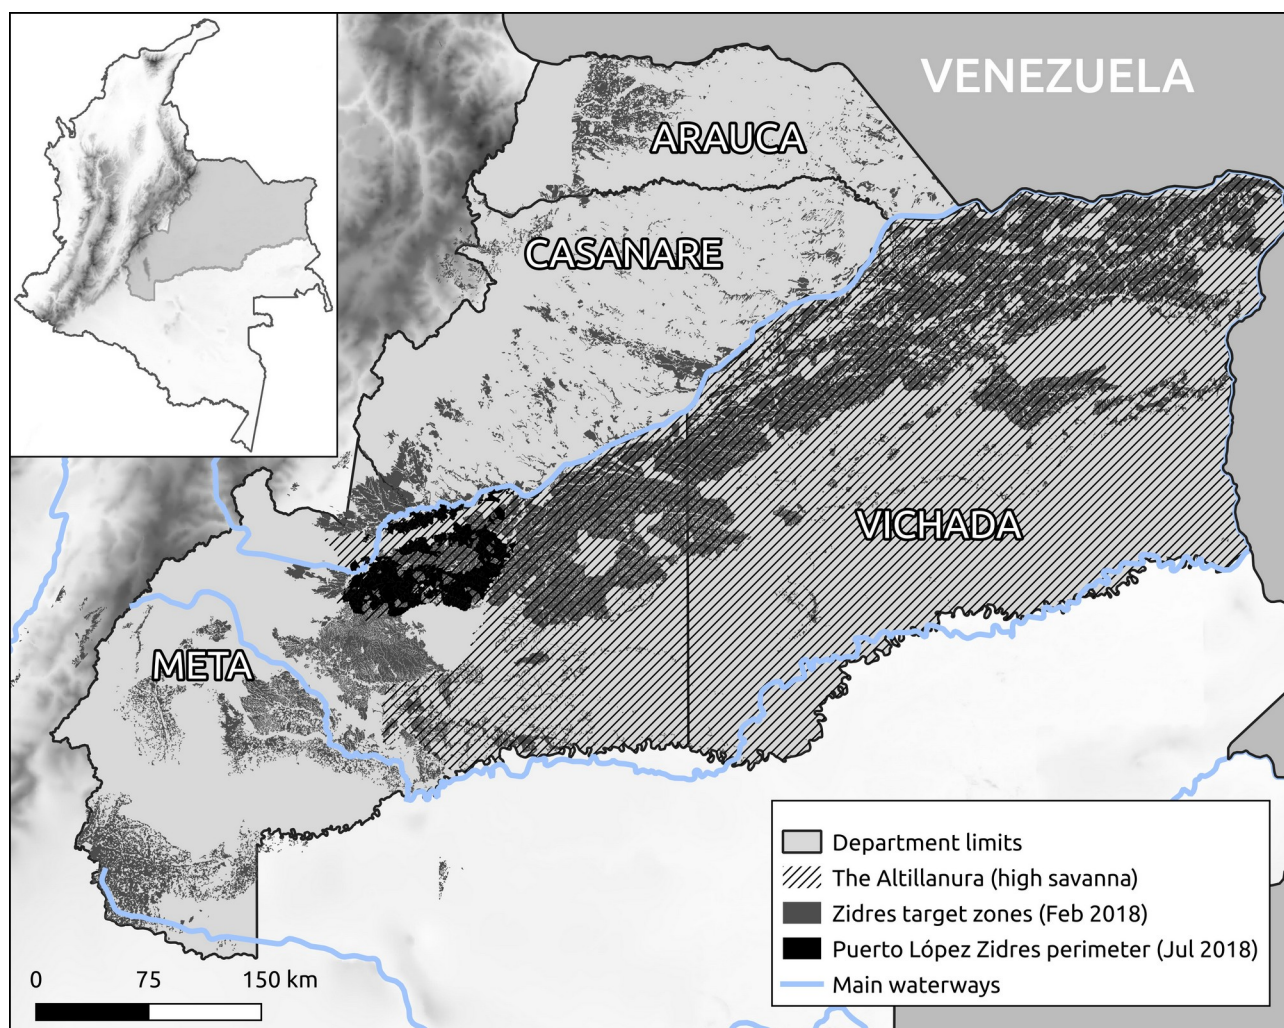 VENEZUELA
ARAUCA
CASANARE
VICHADA
META
Department limits
The Altillanura (high savanna)
Zidres target zones (Feb 2018)
Puerto López Zidres perimeter (Jul 2018)
Main waterways
0 75 150 km